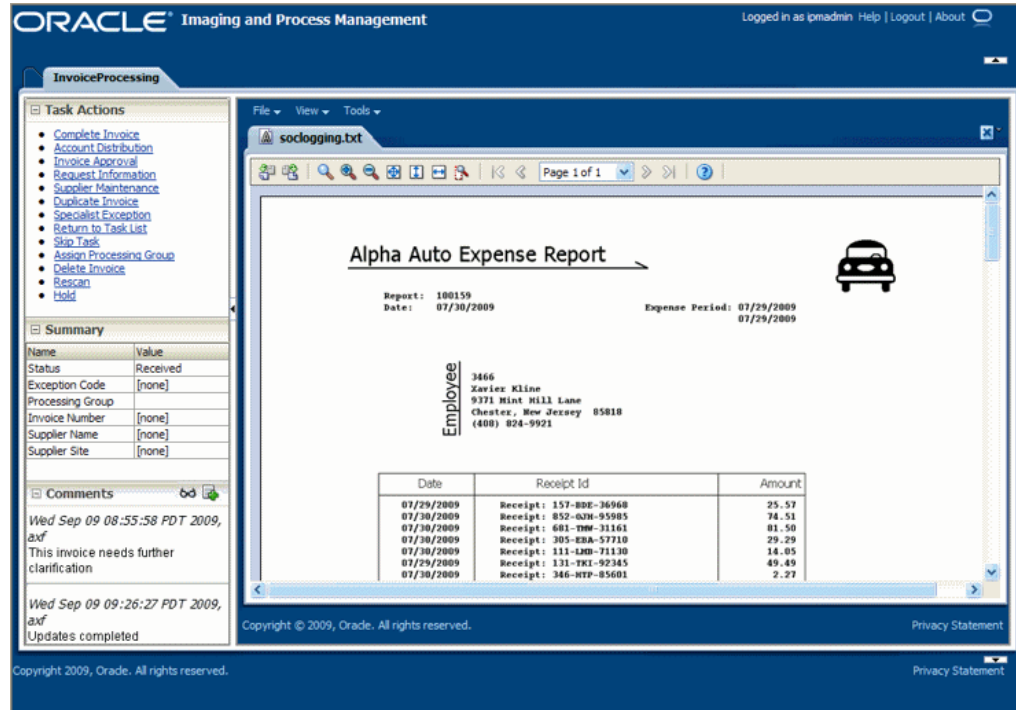 ORACLE® Imaging and Process Management
Logged in as ipmadmin Help | Logout | About
InvoiceProcessing
Task Actions
Complete Invoice
Account Distribution
Invoice Approval
Request Information
Supplier Maintenance
Duplicate Invoice
Specialist Exception
Return to Task List
Skip Task
Assign Processing Group
Delete Invoice
Rescan
Hold
Summary
Name Value
Status Received
Exception Code [none]
Processing Group
Invoice Number [none]
Supplier Name [none]
Supplier Site [none]
Comments
Wed Sep 09 08:55:58 PDT 2009,
axf
This invoice needs further
clarification
Wed Sep 09 09:26:27 PDT 2009,
axf
Updates completed
File View Tools
soclogging.txt
Page 1 of 1
Alpha Auto Expense Report
Report: 100159
Date: 07/30/2009
Expense Period: 07/29/2009
07/29/2009
Employee
3466
Xavier Kline
9371 Mint Mill Lane
Chester, New Jersey 85818
(408) 824-9921
Date Receipt Id Amount
07/29/2009 Receipt: 157-BDE-36968 25.57
07/30/2009 Receipt: 852-OJH-95985 74.51
07/30/2009 Receipt: 681-TMW-31161 81.50
07/30/2009 Receipt: 305-EBA-57710 29.29
07/30/2009 Receipt: 111-LMB-71130 14.05
07/29/2009 Receipt: 131-TKI-92345 49.49
07/30/2009 Receipt: 346-MTP-85601 2.27
Copyright © 2009, Oracle. All rights reserved.
Privacy Statement
Copyright 2009, Oracle. All rights reserved.
Privacy Statement